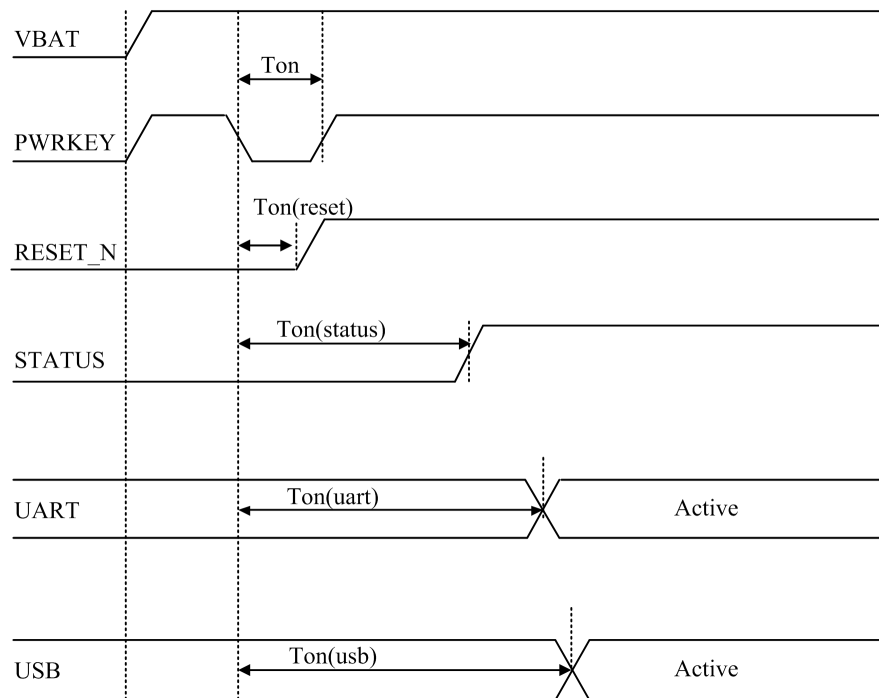 VBAT
Ton
PWRKEY
Ton(reset)
RESET_N
Ton(status)
STATUS
Ton(uart)
UART
Active
Ton(usb)
USB
Active